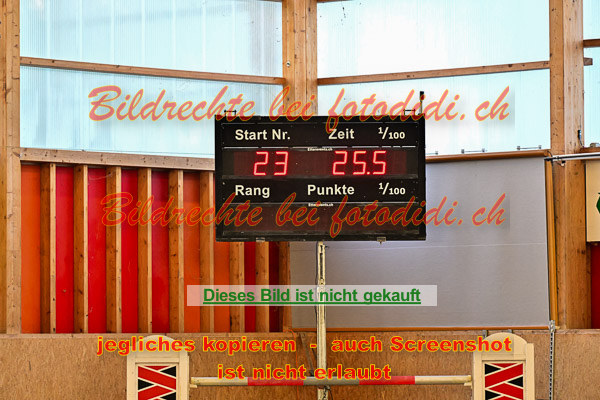 Bildrechte bei fotodidi.ch
Start Nr. Zeit 1/100
23 25.5
Rang Punkte 1/100
Bildrechte bei fotodidi.ch
Dieses Bild ist nicht gekauft
jegliches kopieren - auch Screenshot
ist nicht erlaubt